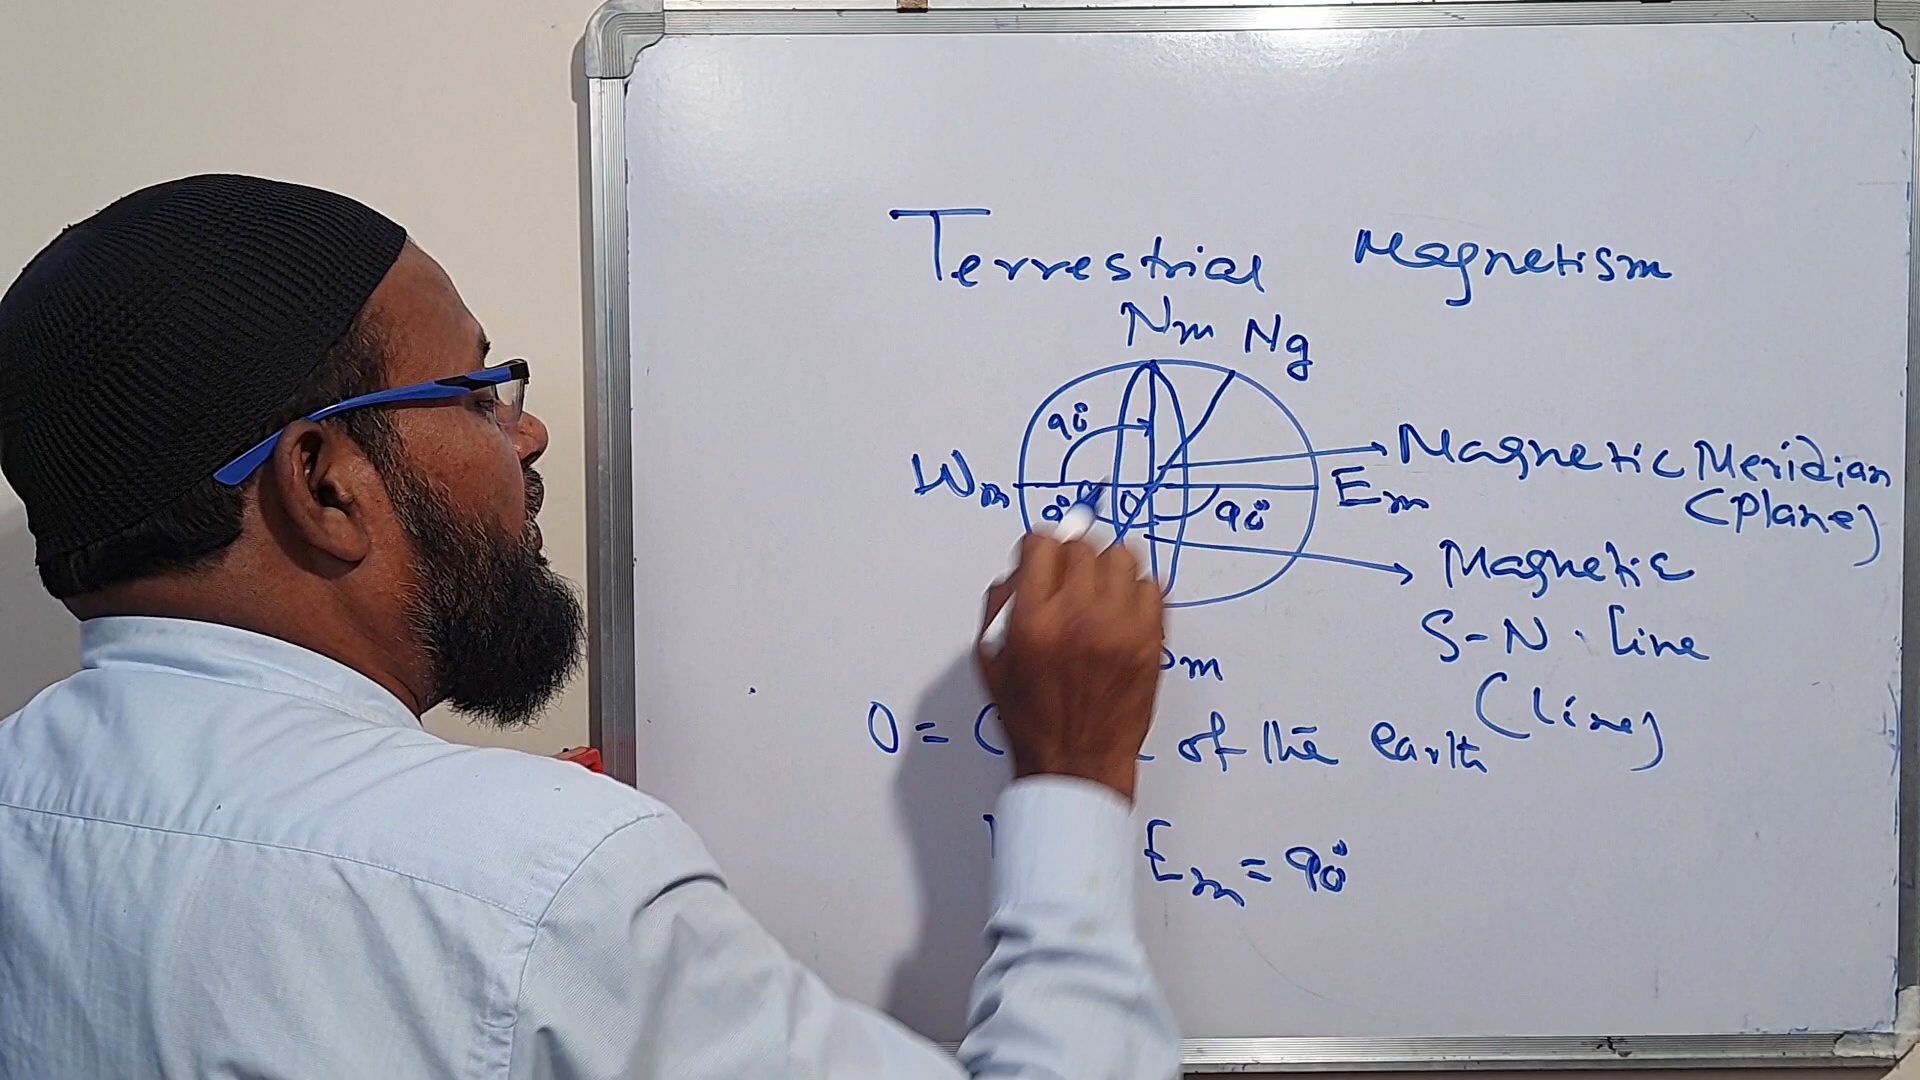 Terrestrial Magnetism
Nm Ng
90°
Wm
Em
Magnetic Meridian
(Plane)
90°
O
90°
Magnetic
S-N line
(line)
m
O = of the earth
Em = 90°